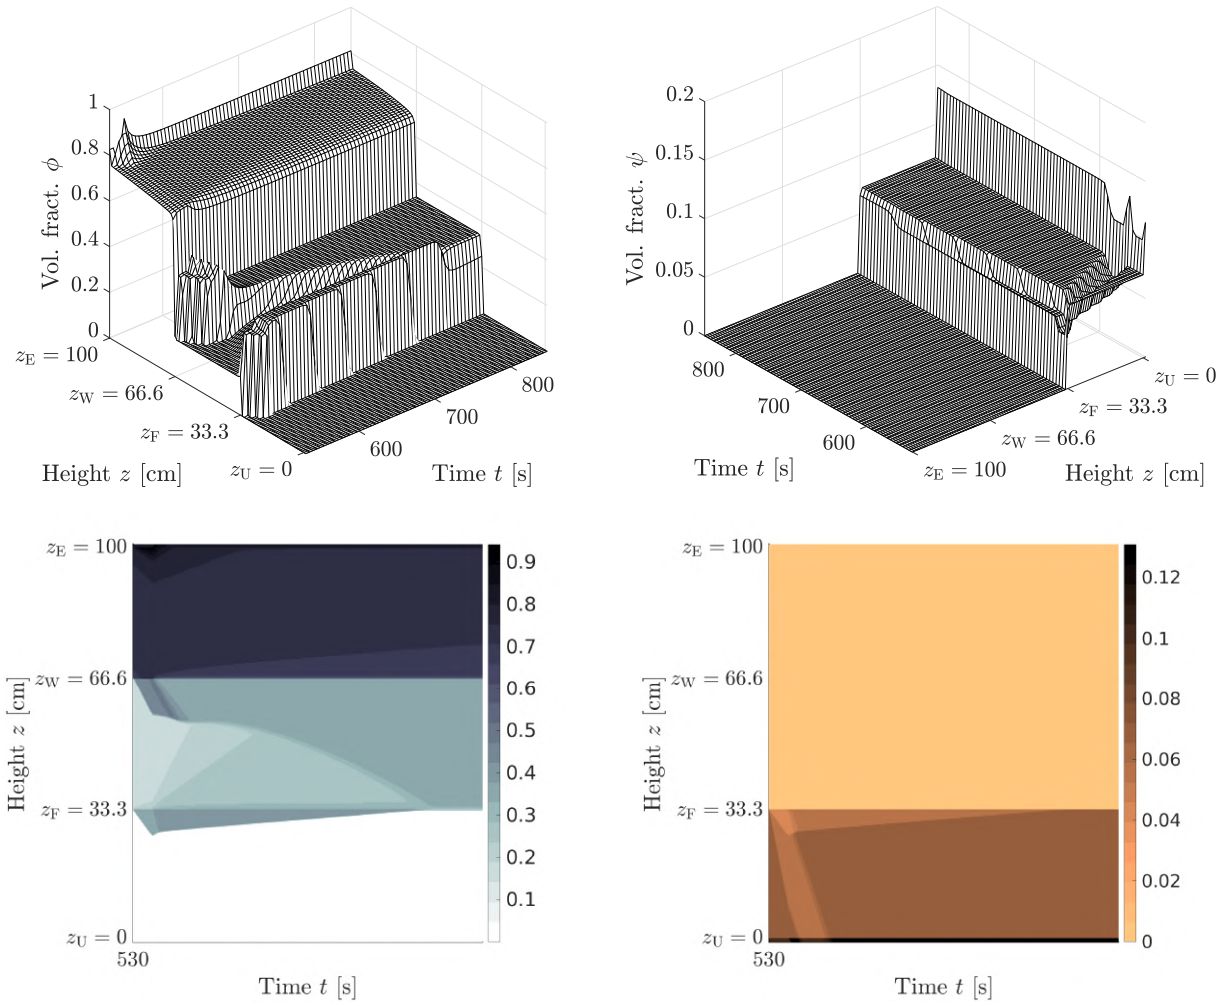 1
0.8
0.6
0.4
0.2
0
Vol. fract. ϕ
z_E = 100
z_W = 66.6
z_F = 33.3
z_U = 0
Height z [cm]
600
700
800
Time t [s]
0.2
0.15
0.1
0.05
0
Vol. fract. ψ
800
700
600
Time t [s]
z_U = 0
z_F = 33.3
z_W = 66.6
z_E = 100
Height z [cm]
z_E = 100
z_W = 66.6
z_F = 33.3
z_U = 0
Height z [cm]
530
Time t [s]
0.9
0.8
0.7
0.6
0.5
0.4
0.3
0.2
0.1
z_E = 100
z_W = 66.6
z_F = 33.3
z_U = 0
Height z [cm]
530
Time t [s]
0.12
0.1
0.08
0.06
0.04
0.02
0